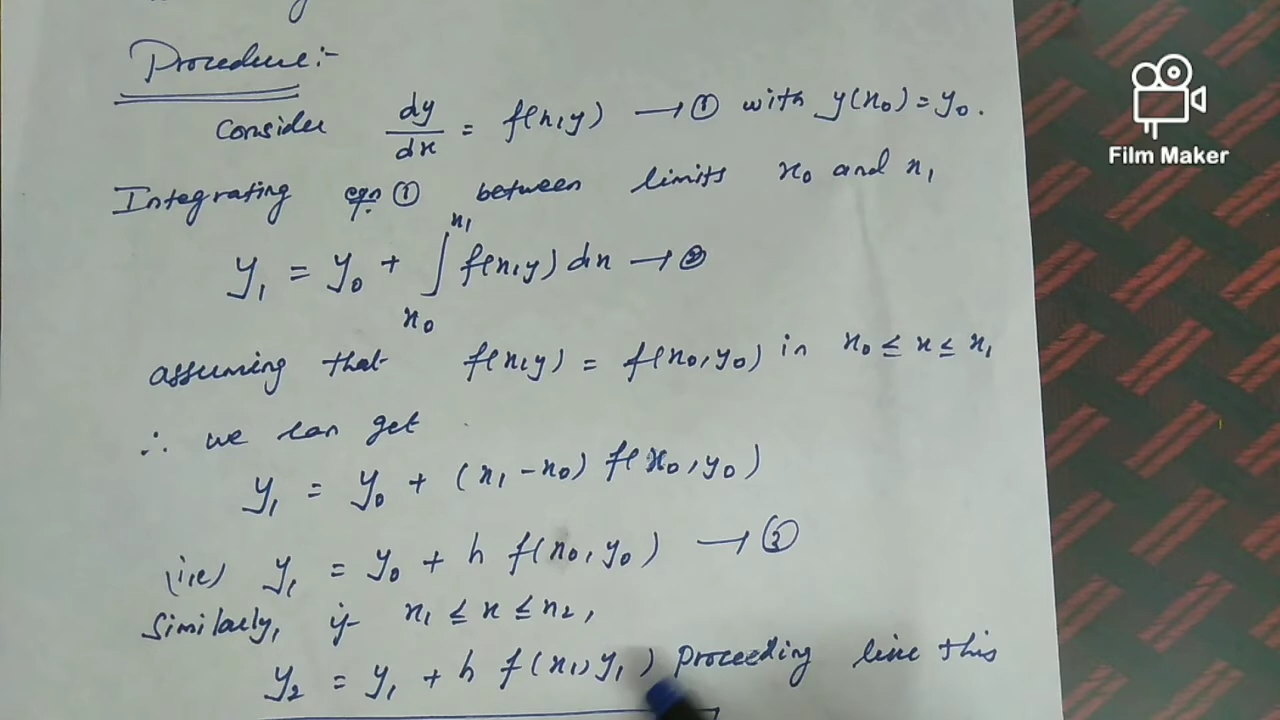 Procedure:-
Consider dy/dx = f(x,y) → ① with y(x₀) = y₀.
Integrating eqn ① between limits x₀ and x₁
y₁ = y₀ + ∫_{x₀}^{x₁} f(x,y) dx → ②
assuming that f(x,y) = f(x₀,y₀) in x₀ ≤ x ≤ x₁
∴ we can get
y₁ = y₀ + (x₁ - x₀) f(x₀,y₀)
(i.e) y₁ = y₀ + h f(x₀,y₀) → ③
Similarly, if x₁ ≤ x ≤ x₂,
y₂ = y₁ + h f(x₁,y₁) Proceeding like this
Film Maker